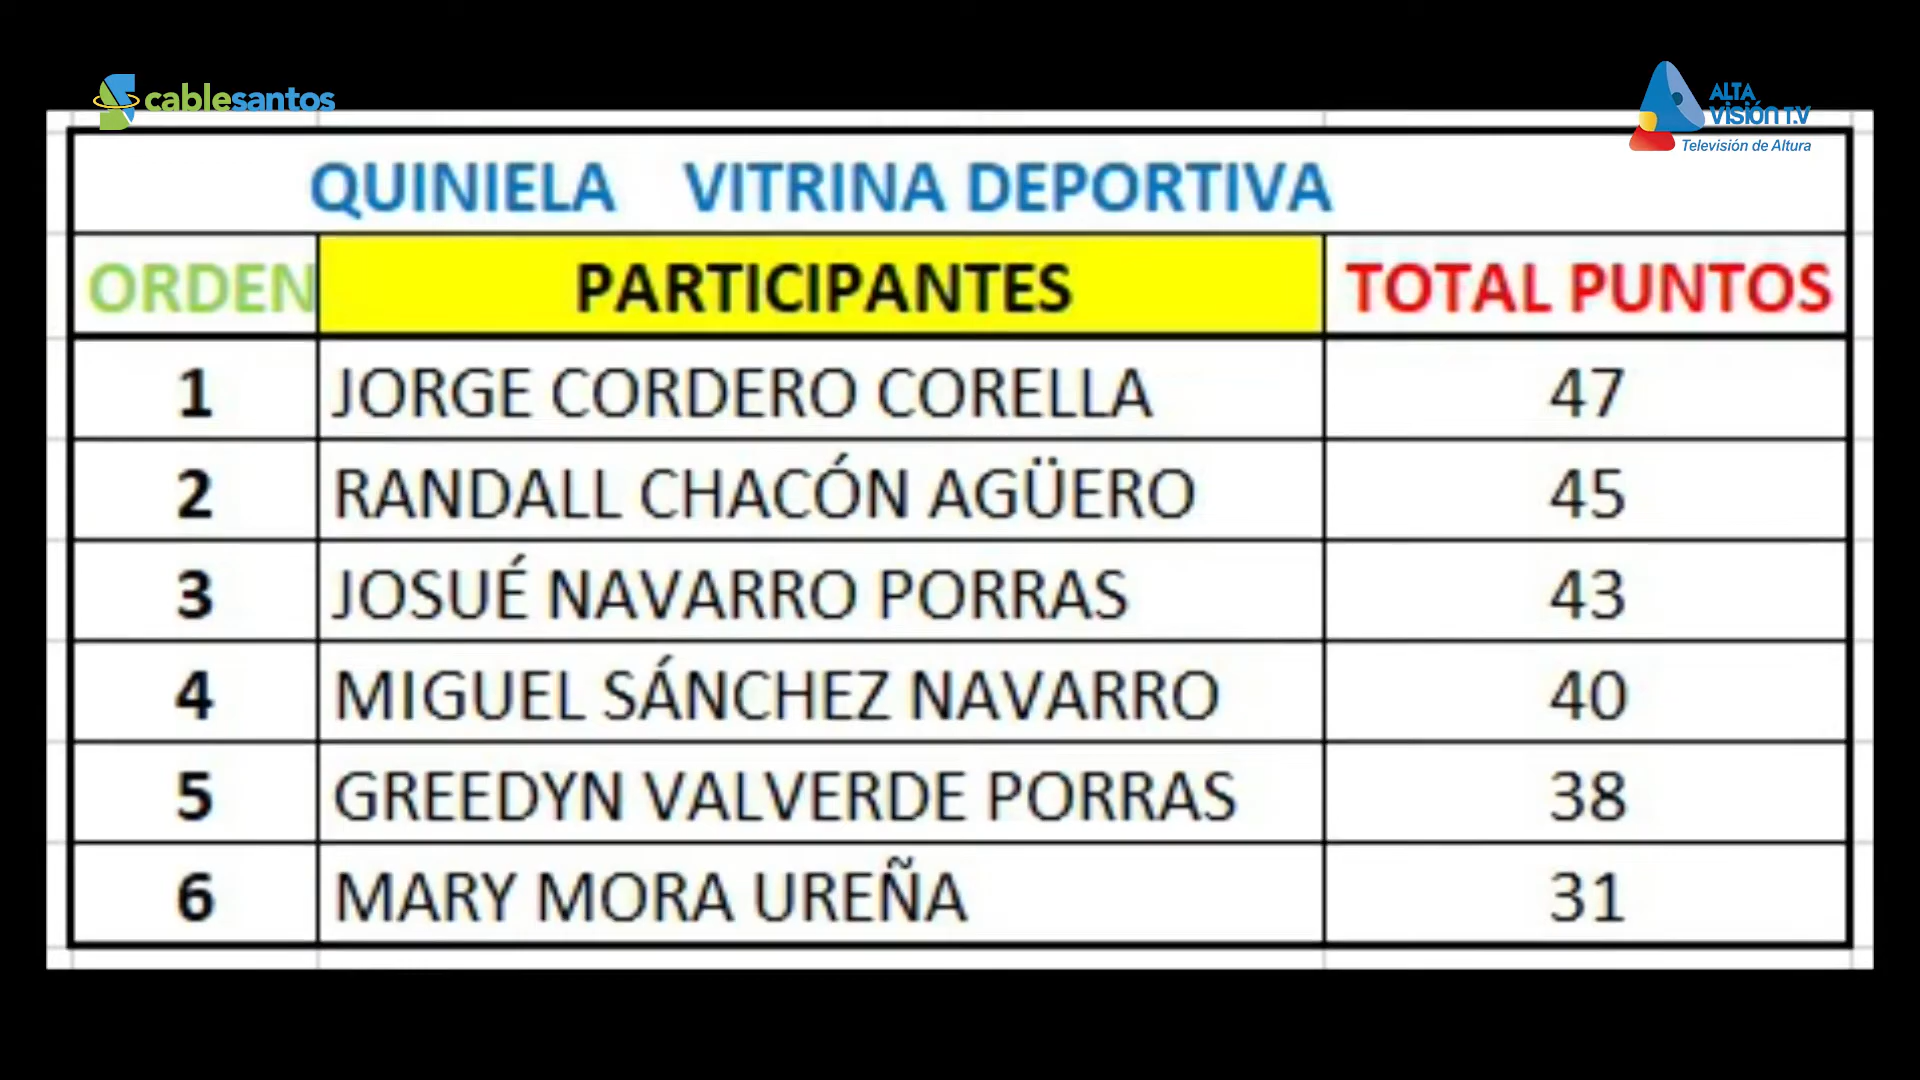 cablesantos
ALTA
VISIÓN T.V
Televisión de Altura
QUINIELA VITRINA DEPORTIVA
ORDEN PARTICIPANTES TOTAL PUNTOS
1 JORGE CORDERO CORELLA 47
2 RANDALL CHACÓN AGÜERO 45
3 JOSUÉ NAVARRO PORRAS 43
4 MIGUEL SÁNCHEZ NAVARRO 40
5 GREEDYN VALVERDE PORRAS 38
6 MARY MORA UREÑA 31